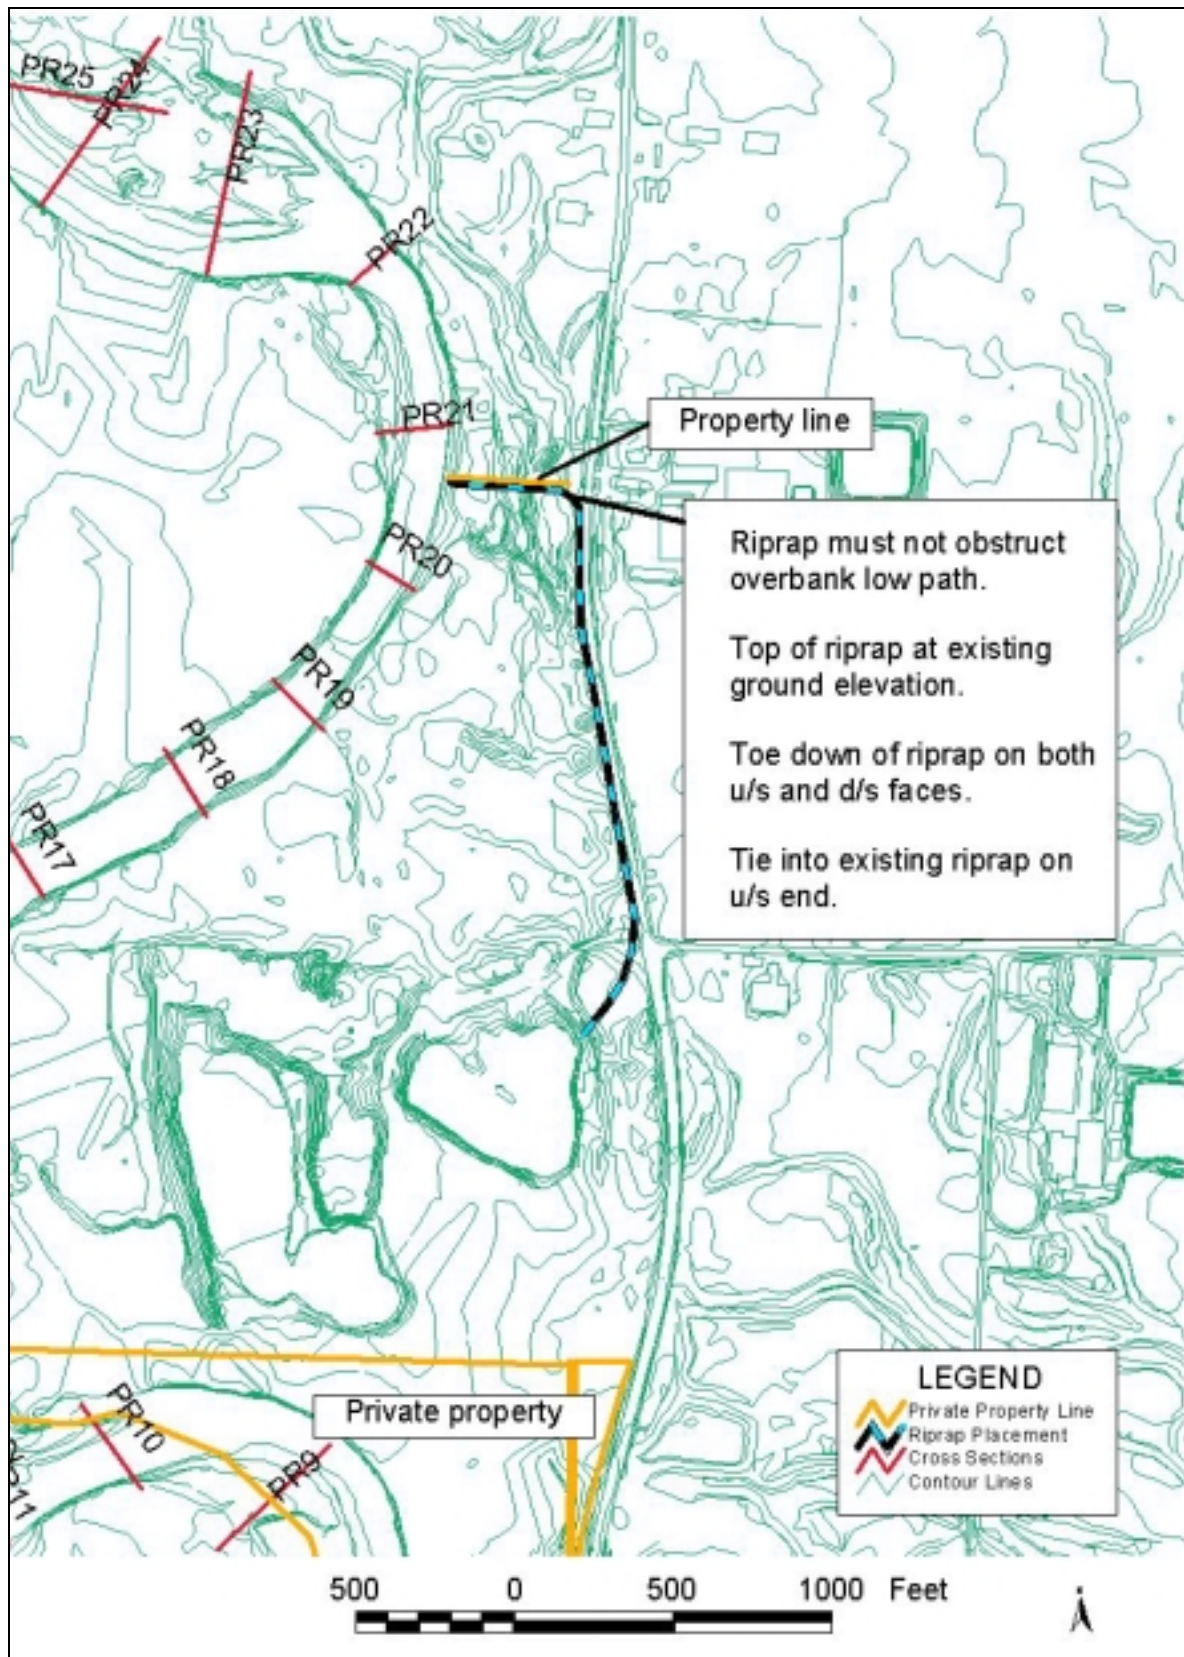 PR25
PR24
PR23
PR22
PR21
Property line
PR20
Riprap must not obstruct
overbank low path.
Top of riprap at existing
ground elevation.
Toe down of riprap on both
u/s and d/s faces.
Tie into existing riprap on
u/s end.
PR19
PR18
PR17
LEGEND
Private Property Line
Riprap Placement
Cross Sections
Contour Lines
Private property
PR10
PR9
R11
500 0 500 1000 Feet